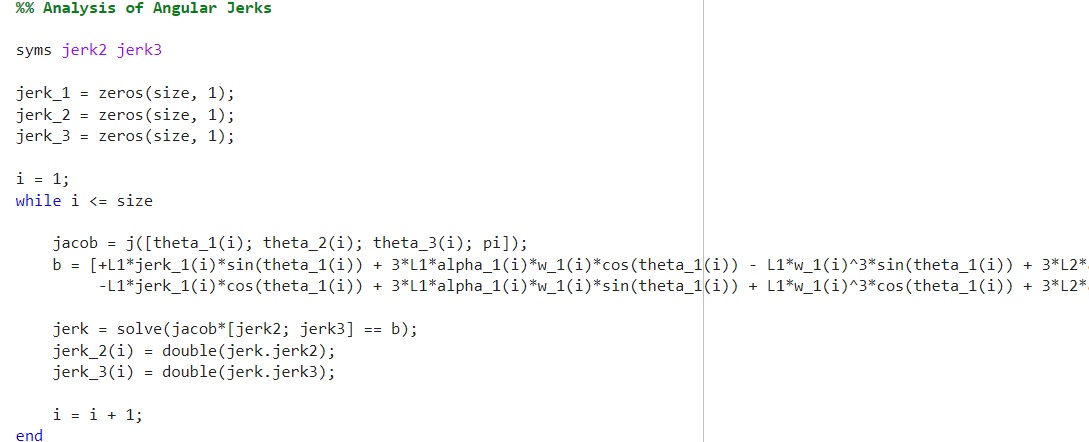 %% Analysis of Angular Jerks
syms jerk2 jerk3
jerk_1 = zeros(size, 1);
jerk_2 = zeros(size, 1);
jerk_3 = zeros(size, 1);
i = 1;
while i <= size
jacob = j([theta_1(i); theta_2(i); theta_3(i); pi]);
b = [+L1*jerk_1(i)*sin(theta_1(i)) + 3*L1*alpha_1(i)*w_1(i)*cos(theta_1(i)) - L1*w_1(i)^3*sin(theta_1(i)) + 3*L2*
-L1*jerk_1(i)*cos(theta_1(i)) + 3*L1*alpha_1(i)*w_1(i)*sin(theta_1(i)) + L1*w_1(i)^3*cos(theta_1(i)) + 3*L2*
jerk = solve(jacob*[jerk2; jerk3] == b);
jerk_2(i) = double(jerk.jerk2);
jerk_3(i) = double(jerk.jerk3);
i = i + 1;
end